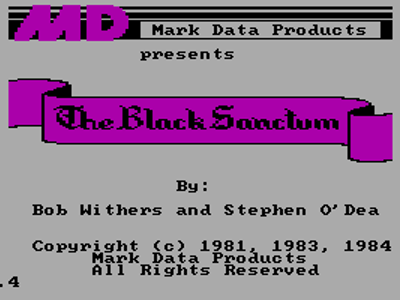 MD
Mark Data Products
presents
The Black Sanctum
By:
Bob Withers and Stephen O'Dea
Copyright (c) 1981, 1983, 1984
Mark Data Products
All Rights Reserved
.4